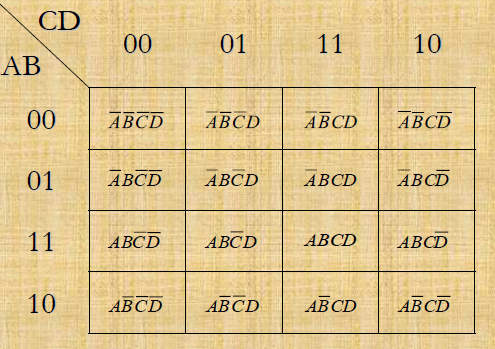 CD
00 01 11 10
AB
00 A̅B̅C̅D̅ A̅B̅C̅D A̅B̅CD A̅B̅CD̅
01 A̅BC̅D̅ A̅BC̅D A̅BCD A̅BCD̅
11 ABC̅D̅ ABC̅D ABCD ABCD̅
10 AB̅C̅D̅ AB̅C̅D AB̅CD AB̅CD̅